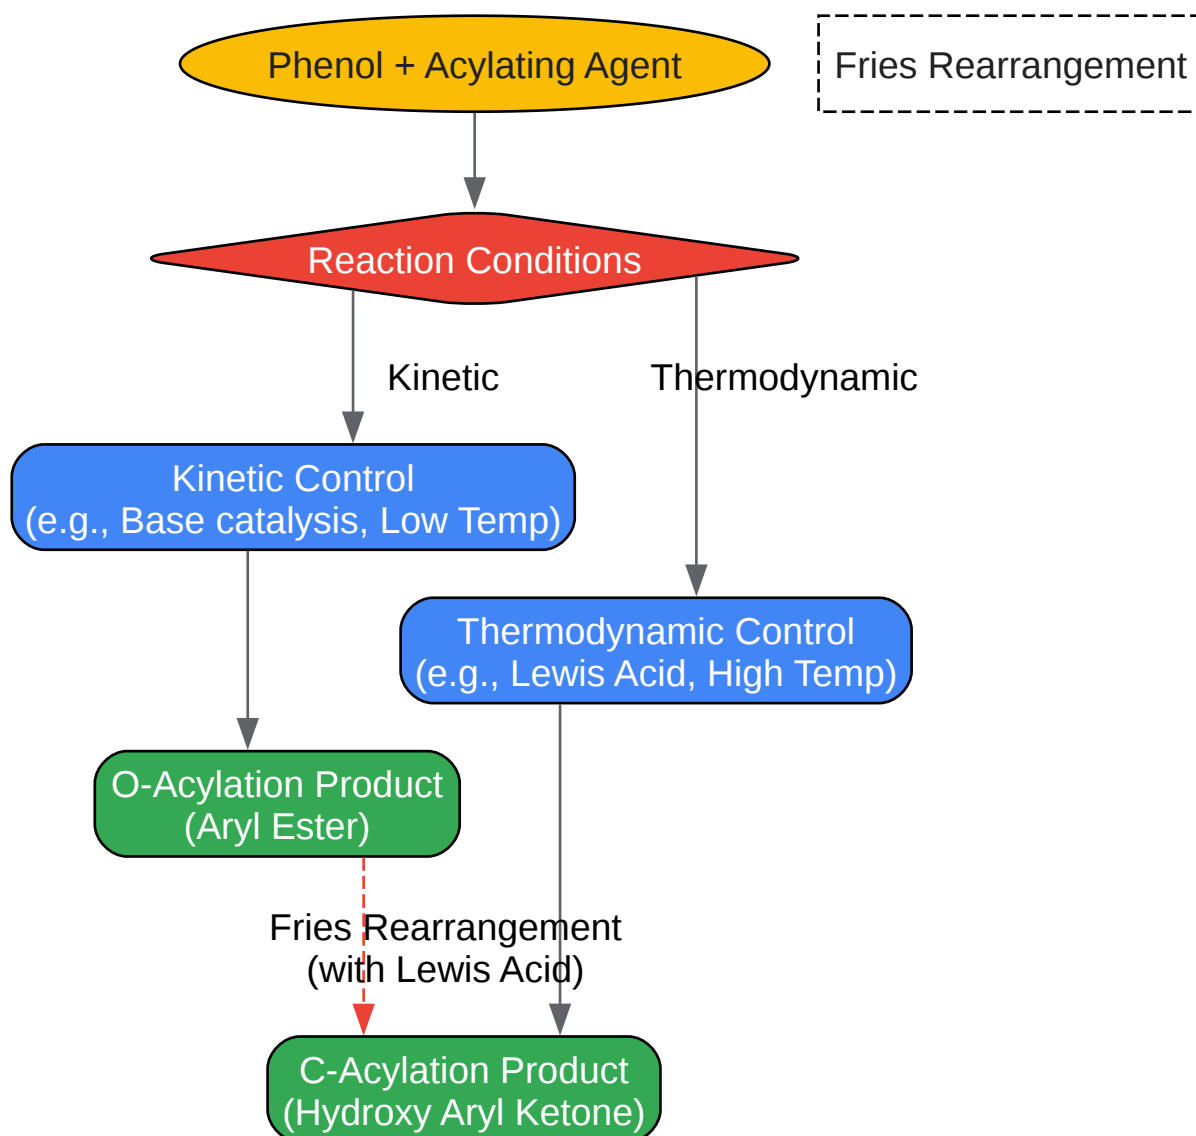 Phenol + Acylating Agent
Fries Rearrangement
Reaction Conditions
Kinetic
Thermodynamic
Kinetic Control
(e.g., Base catalysis, Low Temp)
Thermodynamic Control
(e.g., Lewis Acid, High Temp)
O-Acylation Product
(Aryl Ester)
Fries Rearrangement
(with Lewis Acid)
C-Acylation Product
(Hydroxy Aryl Ketone)